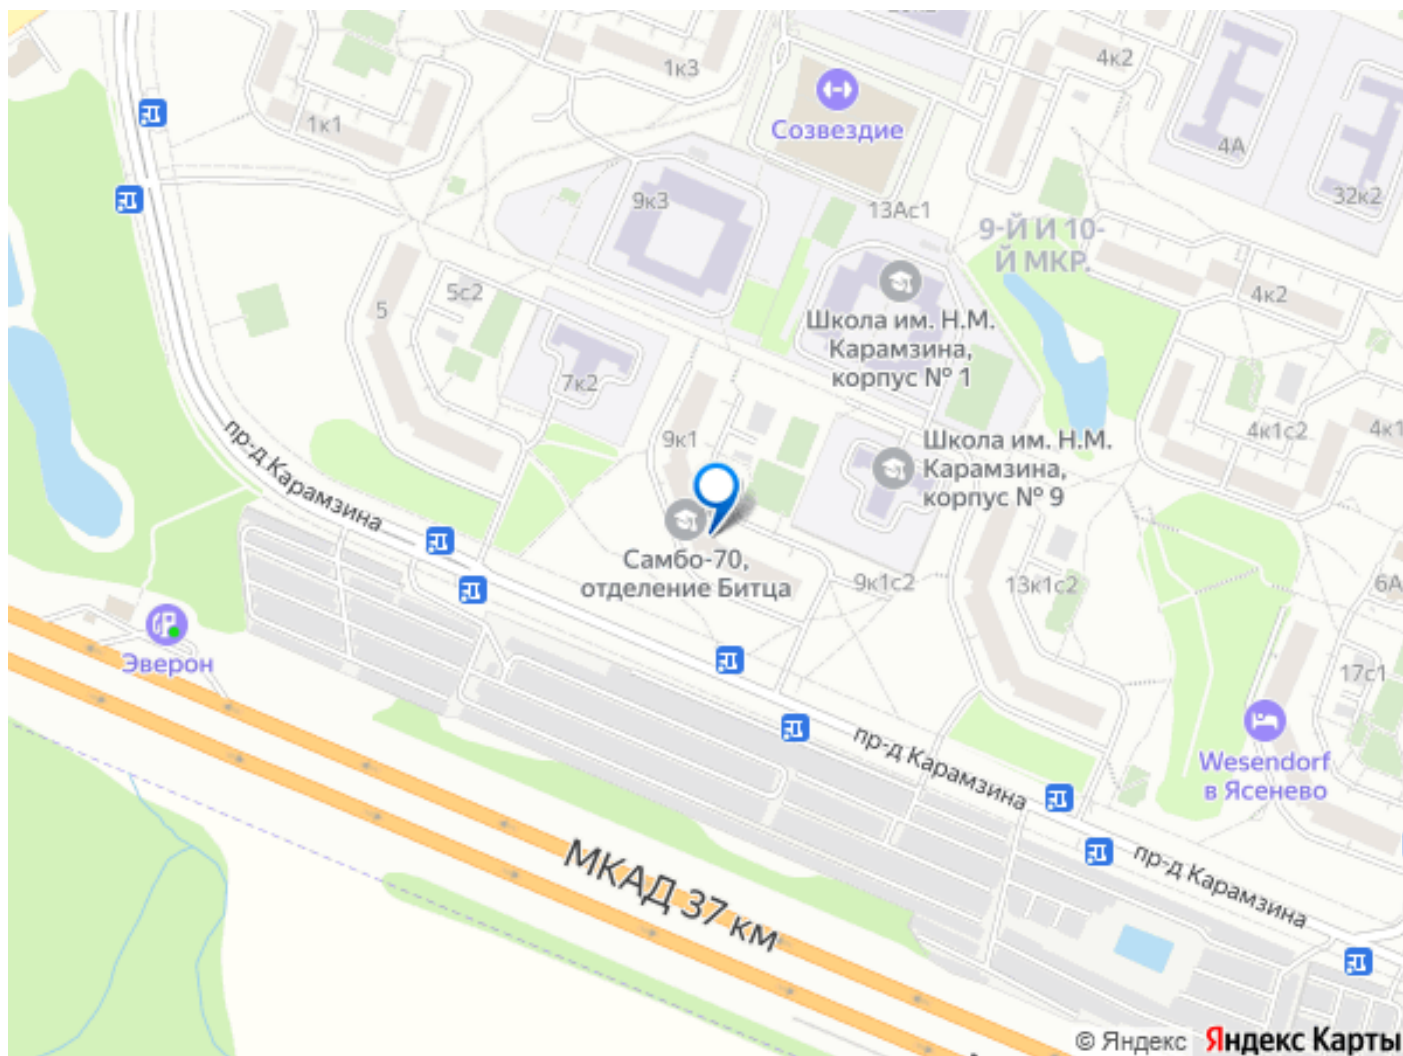 1к3
4к2
Созвездие
1к1
4А
32к2
9к3
13Ас1
9-Й И 10-
Й МКР.
5с2
5
4к2
Школа им. Н.М.
Карамзина,
корпус № 1
7к2
9к1
4к1с2
4к1
Школа им. Н.М.
Карамзина,
корпус № 9
пр-д Карамзина
Самбо-70,
отделение Битца
9к1с2
13к1с2
6А
Эверон
17с1
Wesendorf
в Ясенево
пр-д Карамзина
МКАД 37 км
пр-д Карамзина
© Яндекс Яндекс Карты